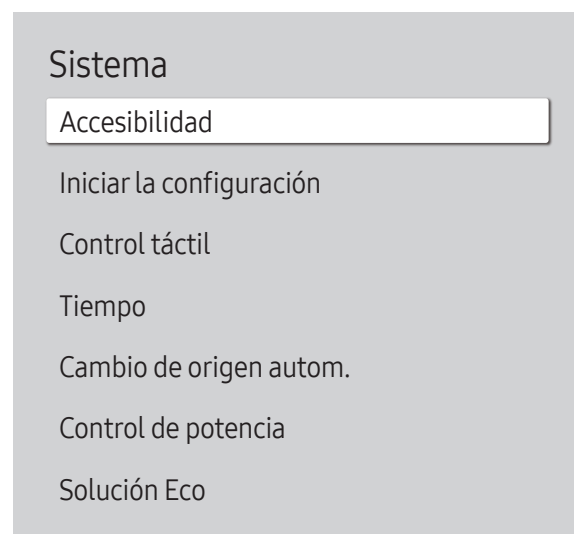 Sistema
Accesibilidad
Iniciar la configuración
Control táctil
Tiempo
Cambio de origen autom.
Control de potencia
Solución Eco